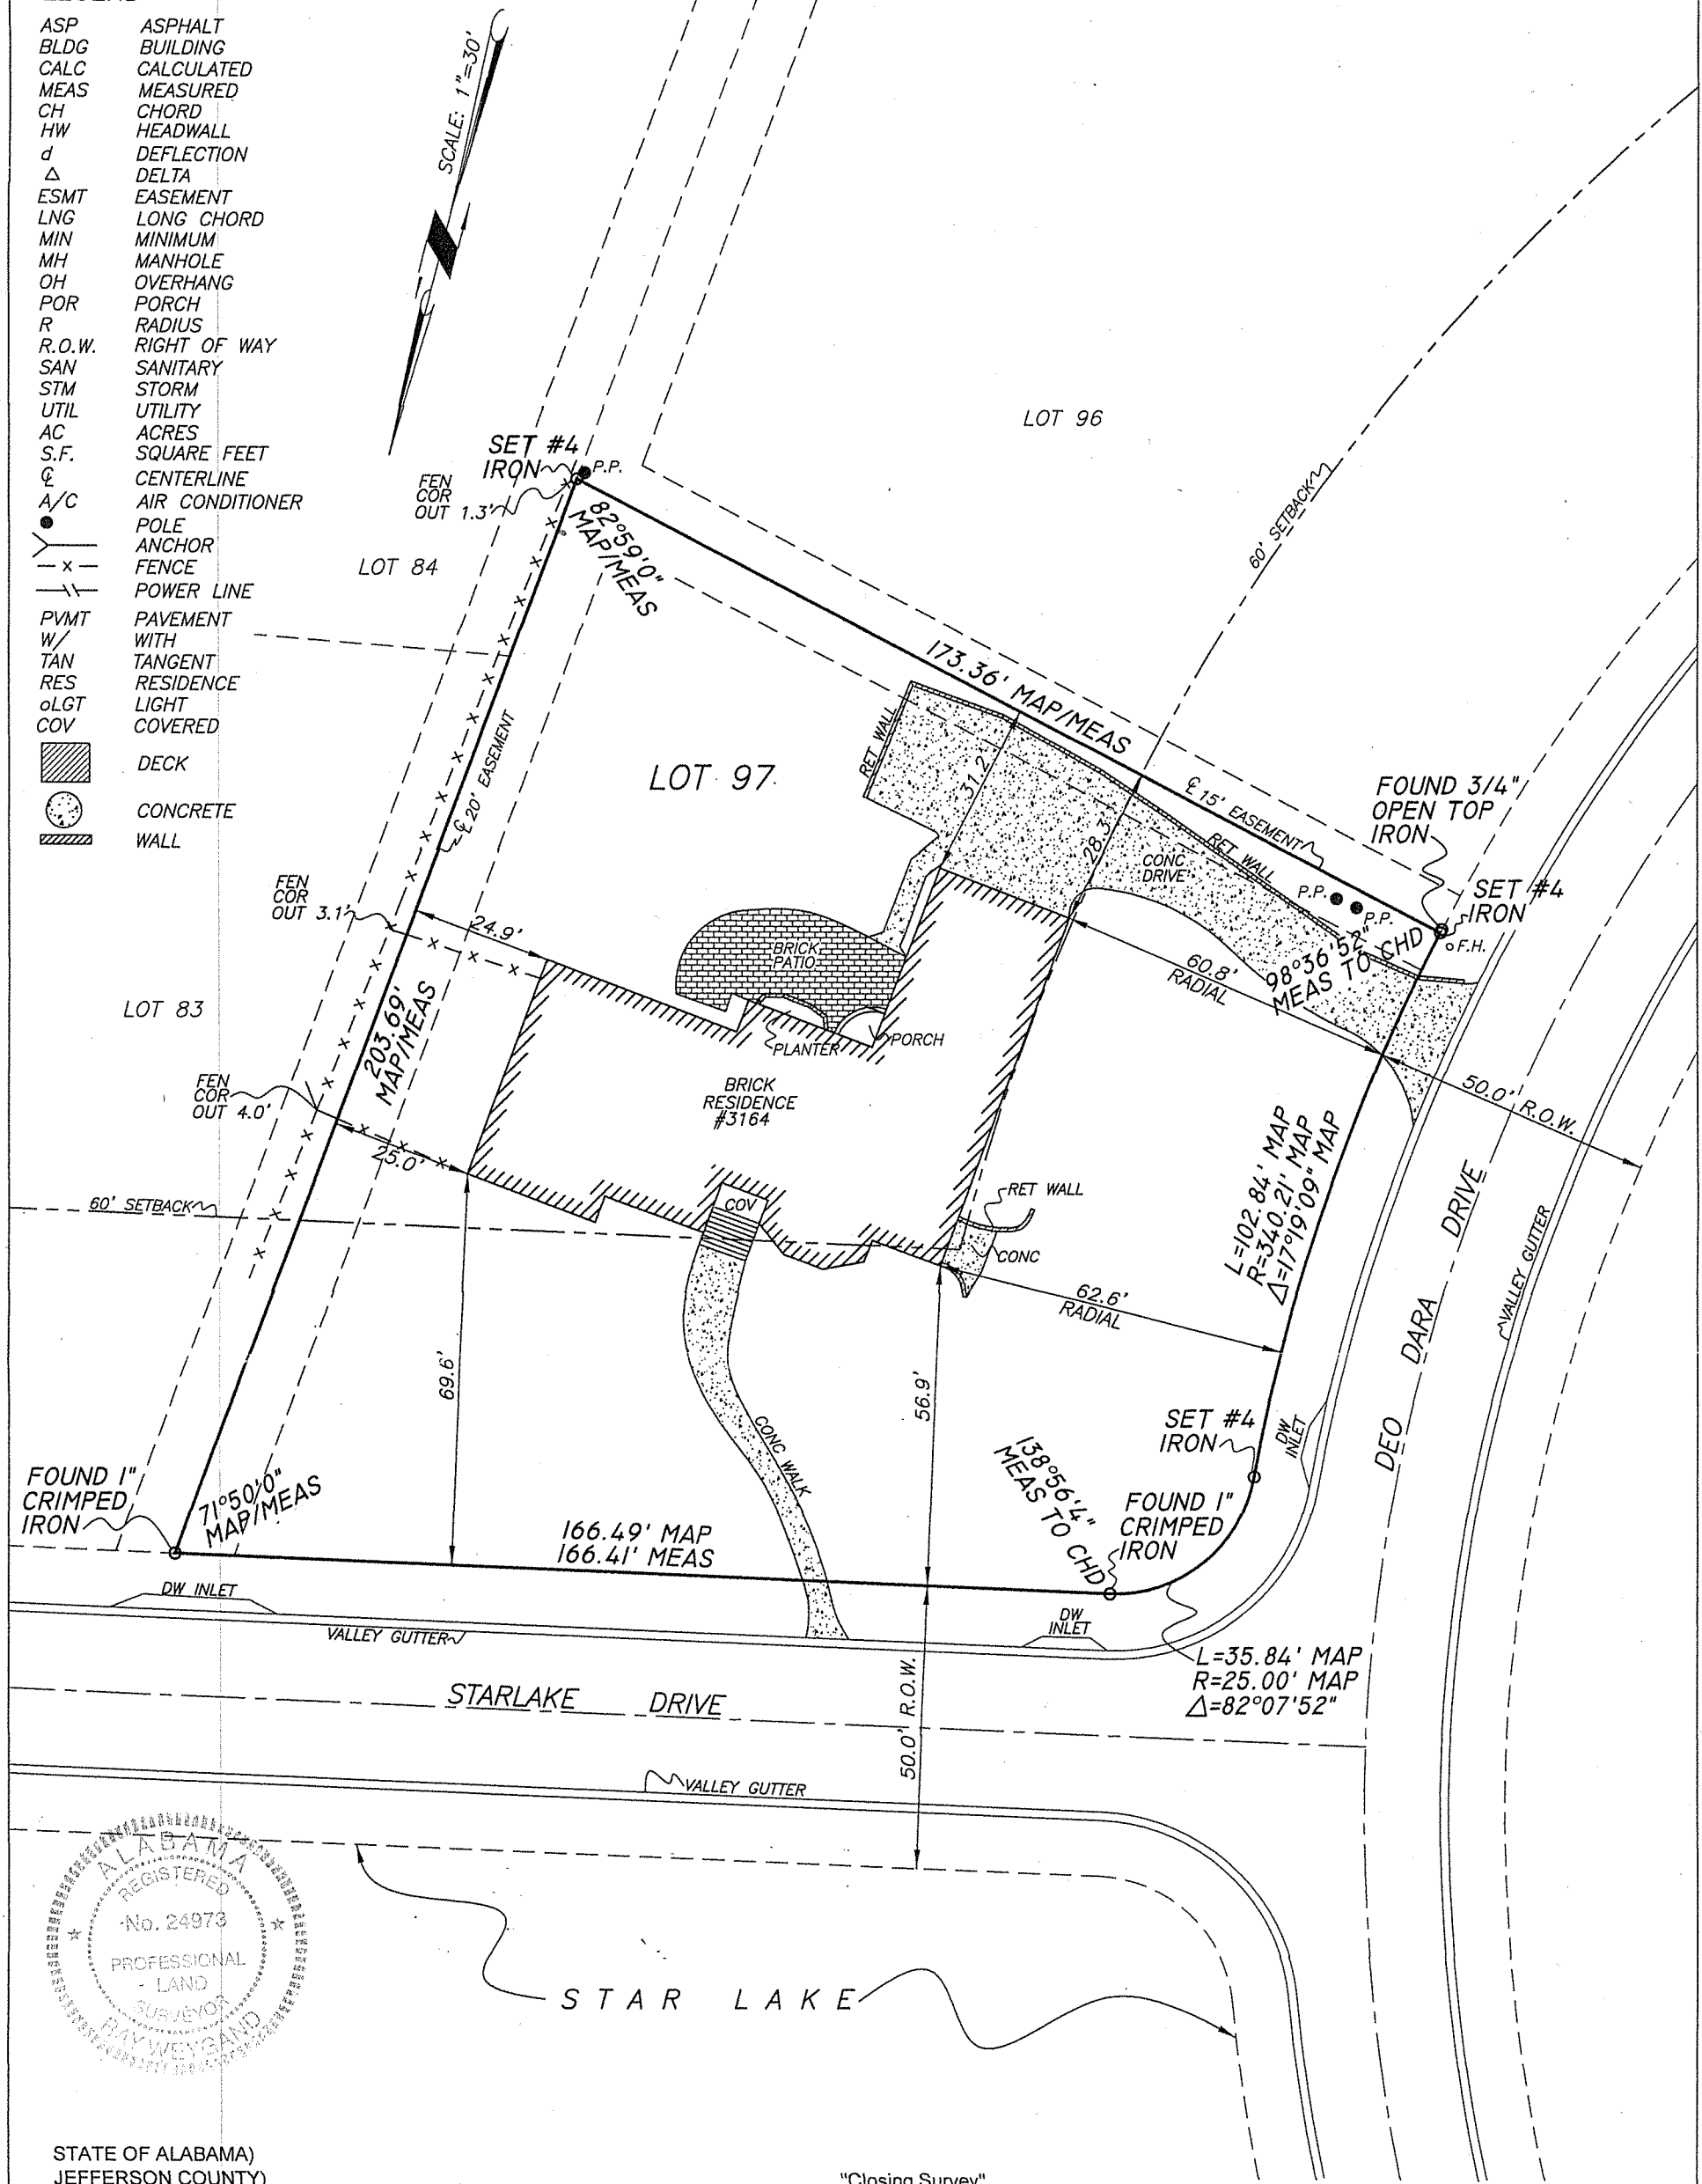 ASP ASPHALT
BLDG BUILDING
CALC CALCULATED
MEAS MEASURED
CH CHORD
HW HEADWALL
d DEFLECTION
△ DELTA
ESMT EASEMENT
LNG LONG CHORD
MIN MINIMUM
MH MANHOLE
OH OVERHANG
POR PORCH
R RADIUS
R.O.W. RIGHT OF WAY
SAN SANITARY
STM STORM
UTIL UTILITY
AC ACRES
S.F. SQUARE FEET
℄ CENTERLINE
A/C AIR CONDITIONER
POLE
ANCHOR
- x - FENCE
POWER LINE
PVMT PAVEMENT
W/ WITH
TAN TANGENT
RES RESIDENCE
oLGT LIGHT
COV COVERED
DECK
CONCRETE
WALL
SCALE: 1"=30'
LOT 96
60' SETBACK
SET #4
IRON
P.P.
FEN
COR
OUT 1.3'
82°59'0"
MAP/MEAS
LOT 84
173.36' MAP/MEAS
LOT 97
RET WALL
31.2'
28.3'
℄ 20' EASEMENT
℄ 15' EASEMENT
RET WALL
CONC
DRIVE
FOUND 3/4"
OPEN TOP
IRON
SET #4
IRON
P.P.
P.P.
F.H.
98°36'52"
MEAS TO CHD
FEN
COR
OUT 3.1'
24.9'
BRICK
PATIO
60.8'
RADIAL
LOT 83
203.69'
MAP/MEAS
PLANTER
PORCH
BRICK
RESIDENCE
#3164
50.0' R.O.W.
FEN
COR
OUT 4.0'
25.0'
L=102.84' MAP
R=340.21' MAP
△=17°19'09" MAP
60' SETBACK
COV
RET WALL
CONC
62.6'
RADIAL
VALLEY GUTTER
DEO DARA DRIVE
69.6'
56.9'
CONC WALK
SET #4
IRON
DW
INLET
138°56'4"
MEAS TO CHD
FOUND 1"
CRIMPED
IRON
FOUND 1"
CRIMPED
IRON
71°50'0"
MAP/MEAS
166.49' MAP
166.41' MEAS
DW INLET
VALLEY GUTTER
DW
INLET
L=35.84' MAP
R=25.00' MAP
△=82°07'52"
STARLAKE DRIVE
50.0' R.O.W.
VALLEY GUTTER
ALABAMA
REGISTERED
No. 24973
PROFESSIONAL
LAND
SURVEYOR
RAY WEYGAND
STAR LAKE
STATE OF ALABAMA)
JEFFERSON COUNTY)
"Closing Survey"